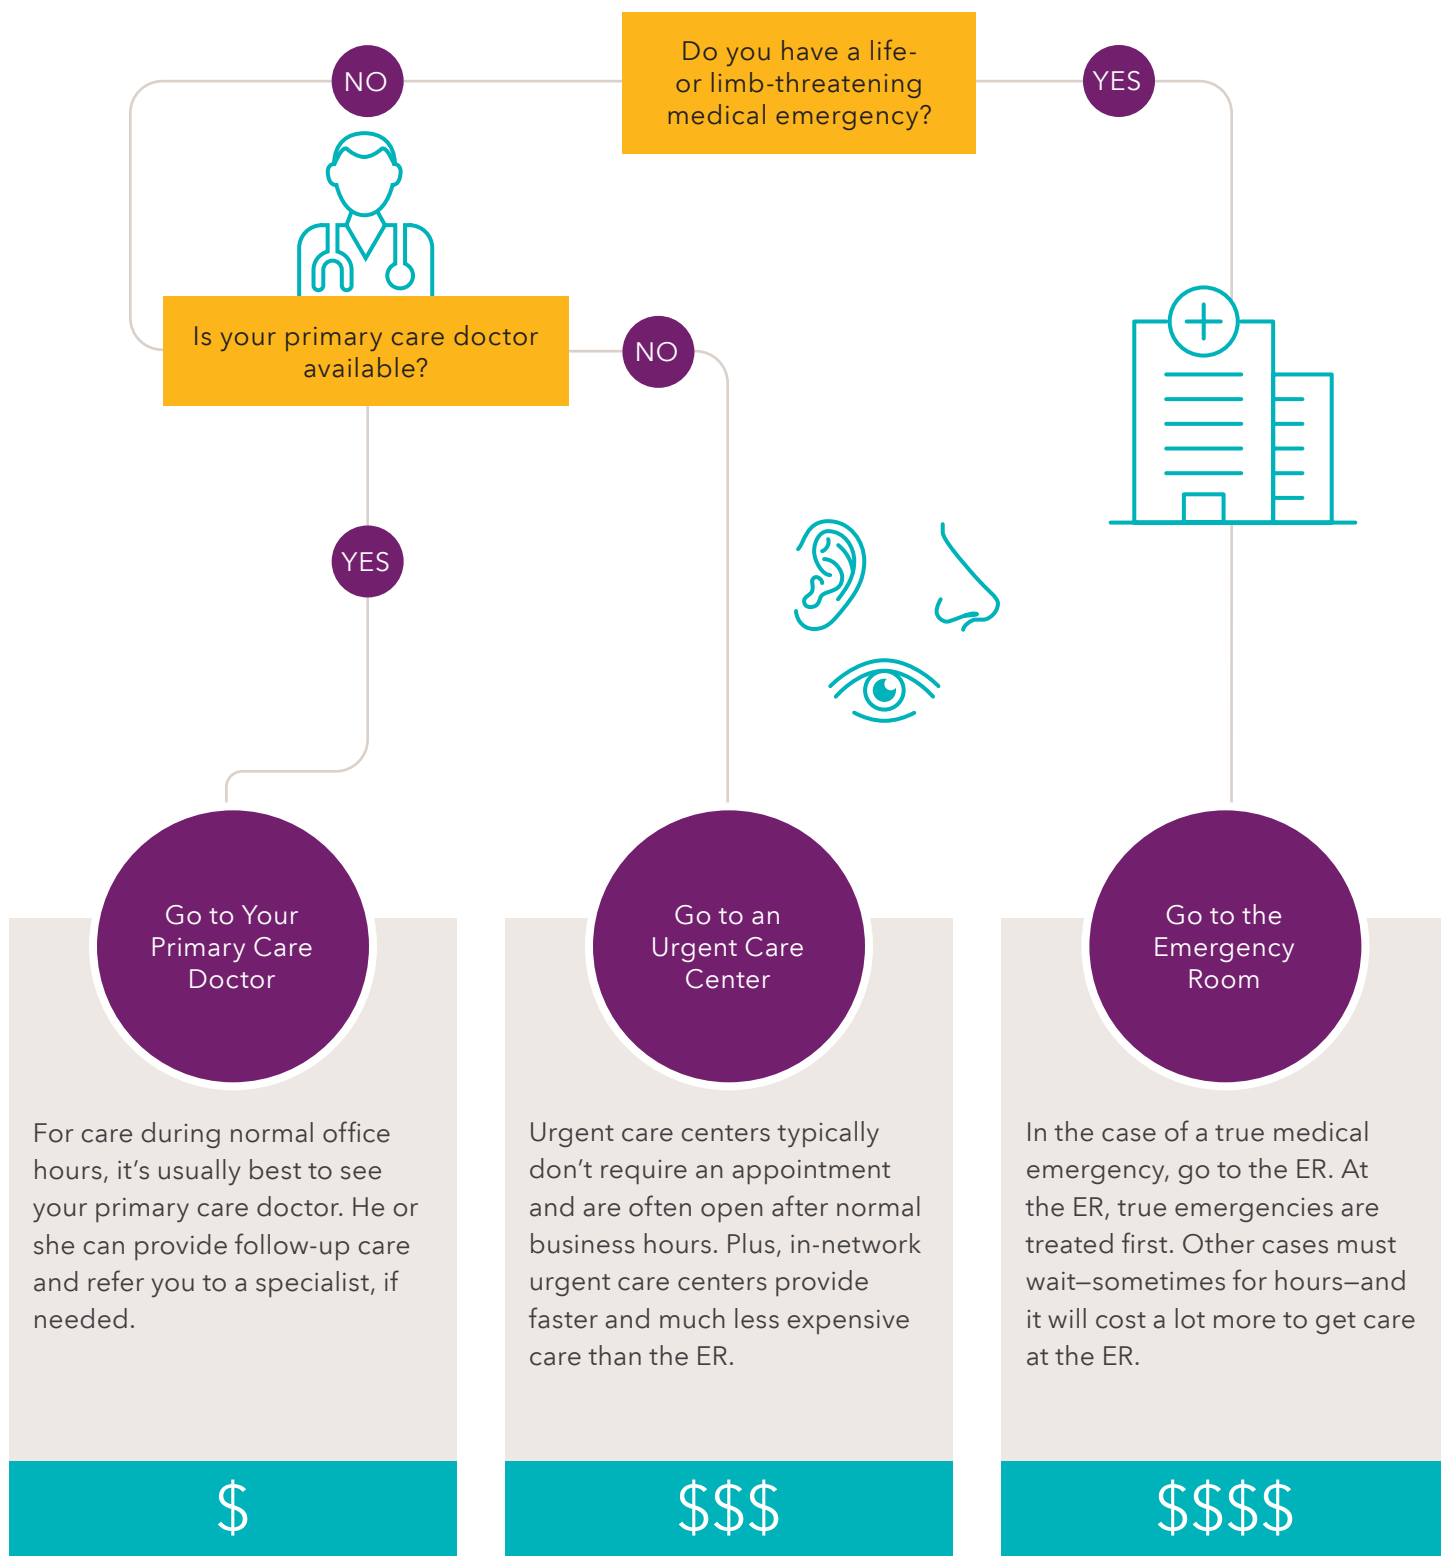 Do you have a life-
or limb-threatening
medical emergency?
NO
YES
Is your primary care doctor
available?
NO
YES
Go to Your
Primary Care
Doctor
For care during normal office
hours, it’s usually best to see
your primary care doctor. He or
she can provide follow-up care
and refer you to a specialist, if
needed.
$
Go to an
Urgent Care
Center
Urgent care centers typically
don’t require an appointment
and are often open after normal
business hours. Plus, in-network
urgent care centers provide
faster and much less expensive
care than the ER.
$$$
Go to the
Emergency
Room
In the case of a true medical
emergency, go to the ER. At
the ER, true emergencies are
treated first. Other cases must
wait—sometimes for hours—and
it will cost a lot more to get care
at the ER.
$$$$